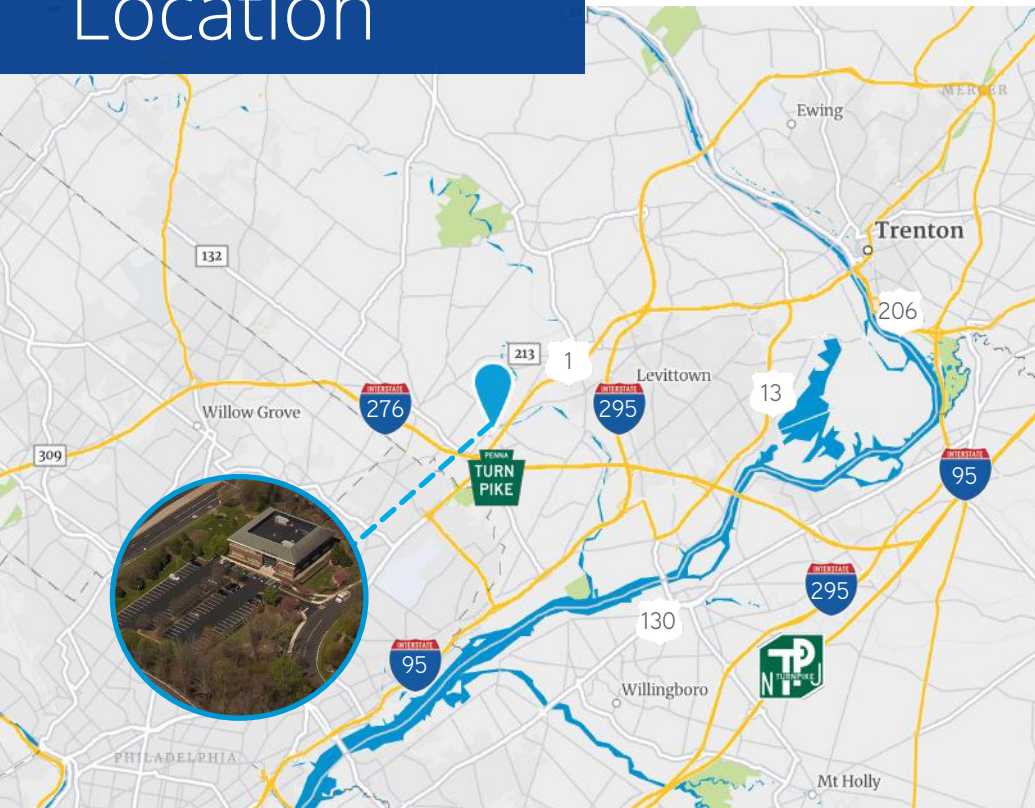 Location
MERCER
Ewing
Trenton
132
206
213
1
Levittown
INTERSTATE
276
INTERSTATE
295
13
Willow Grove
309
PENNA
TURN
PIKE
INTERSTATE
95
INTERSTATE
295
130
INTERSTATE
95
N TP J
TURNPIKE
Willingboro
PHILADELPHIA
Mt Holly